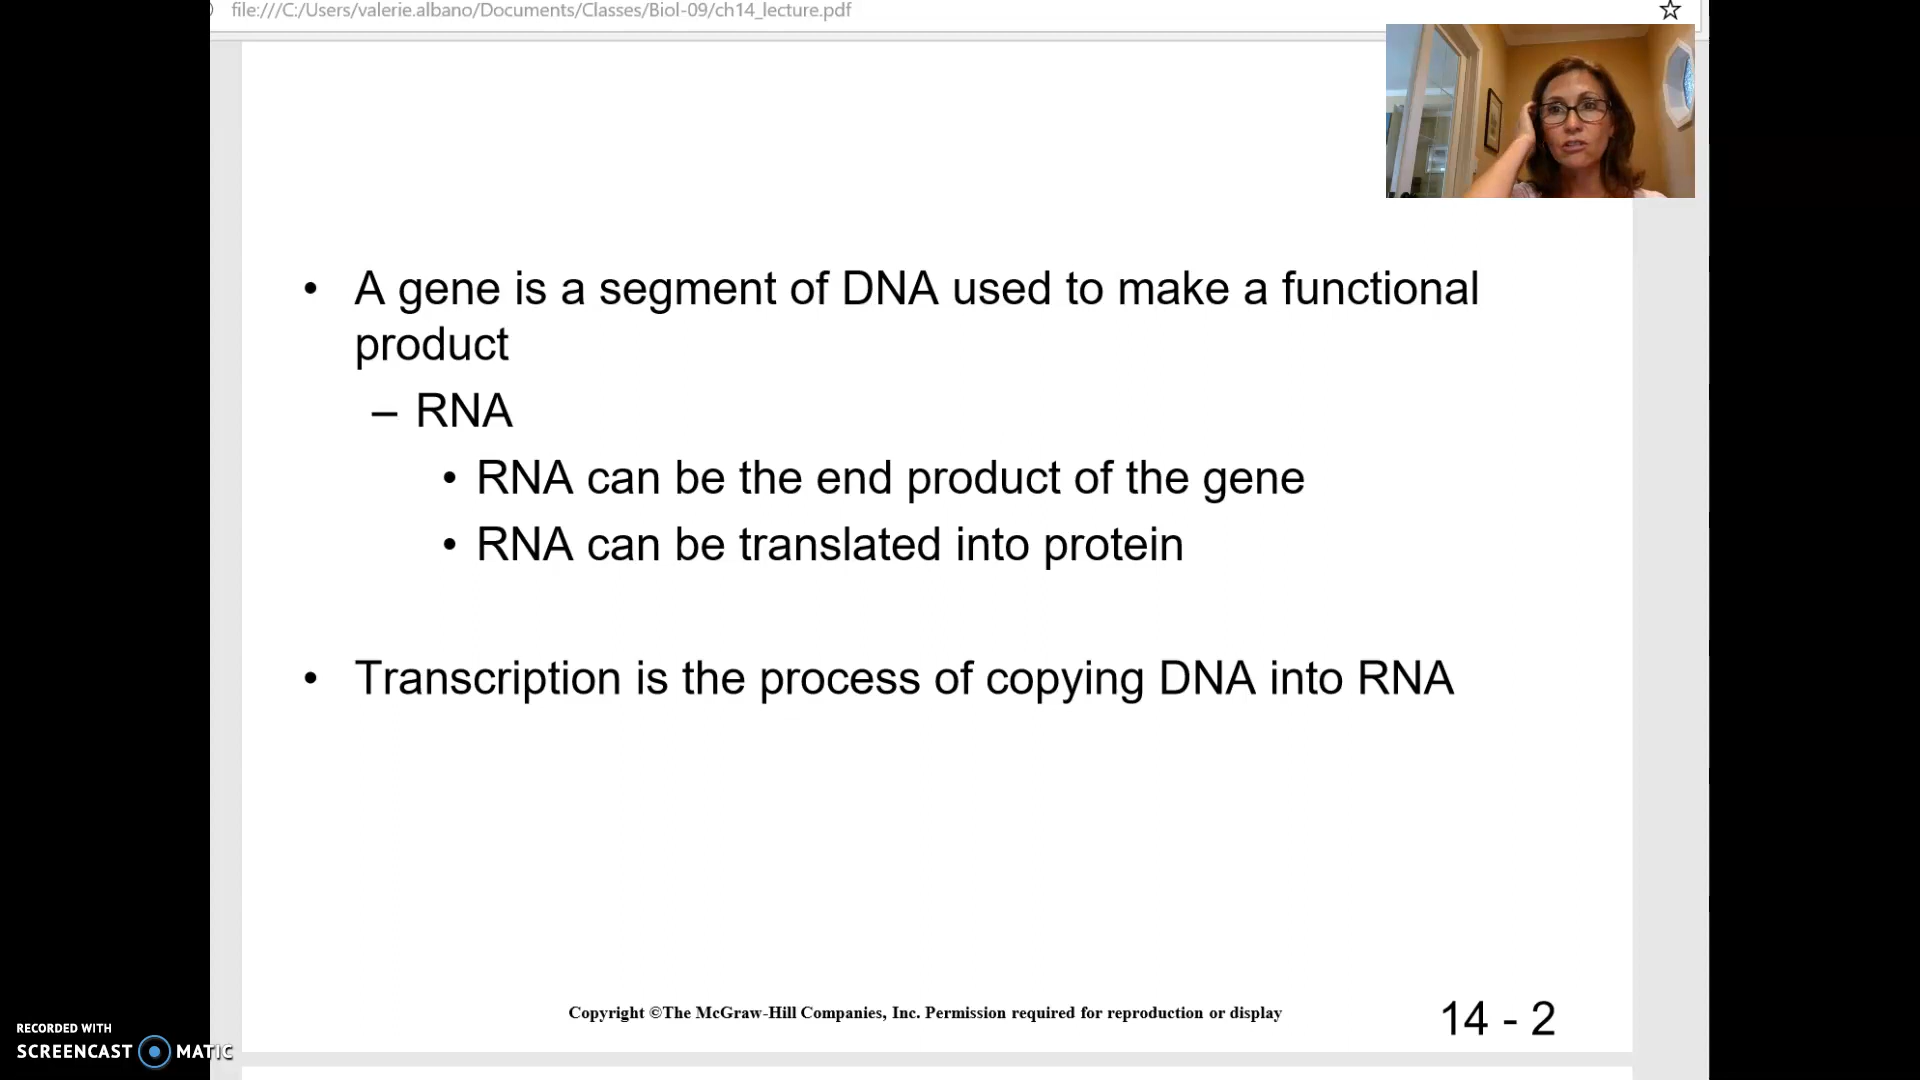 file:///C:/Users/valerie.albano/Documents/Classes/Biol-09/ch14_lecture.pdf
• A gene is a segment of DNA used to make a functional
product
– RNA
• RNA can be the end product of the gene
• RNA can be translated into protein
• Transcription is the process of copying DNA into RNA
Copyright ©The McGraw-Hill Companies, Inc. Permission required for reproduction or display
14 - 2
RECORDED WITH
SCREENCAST MATIC